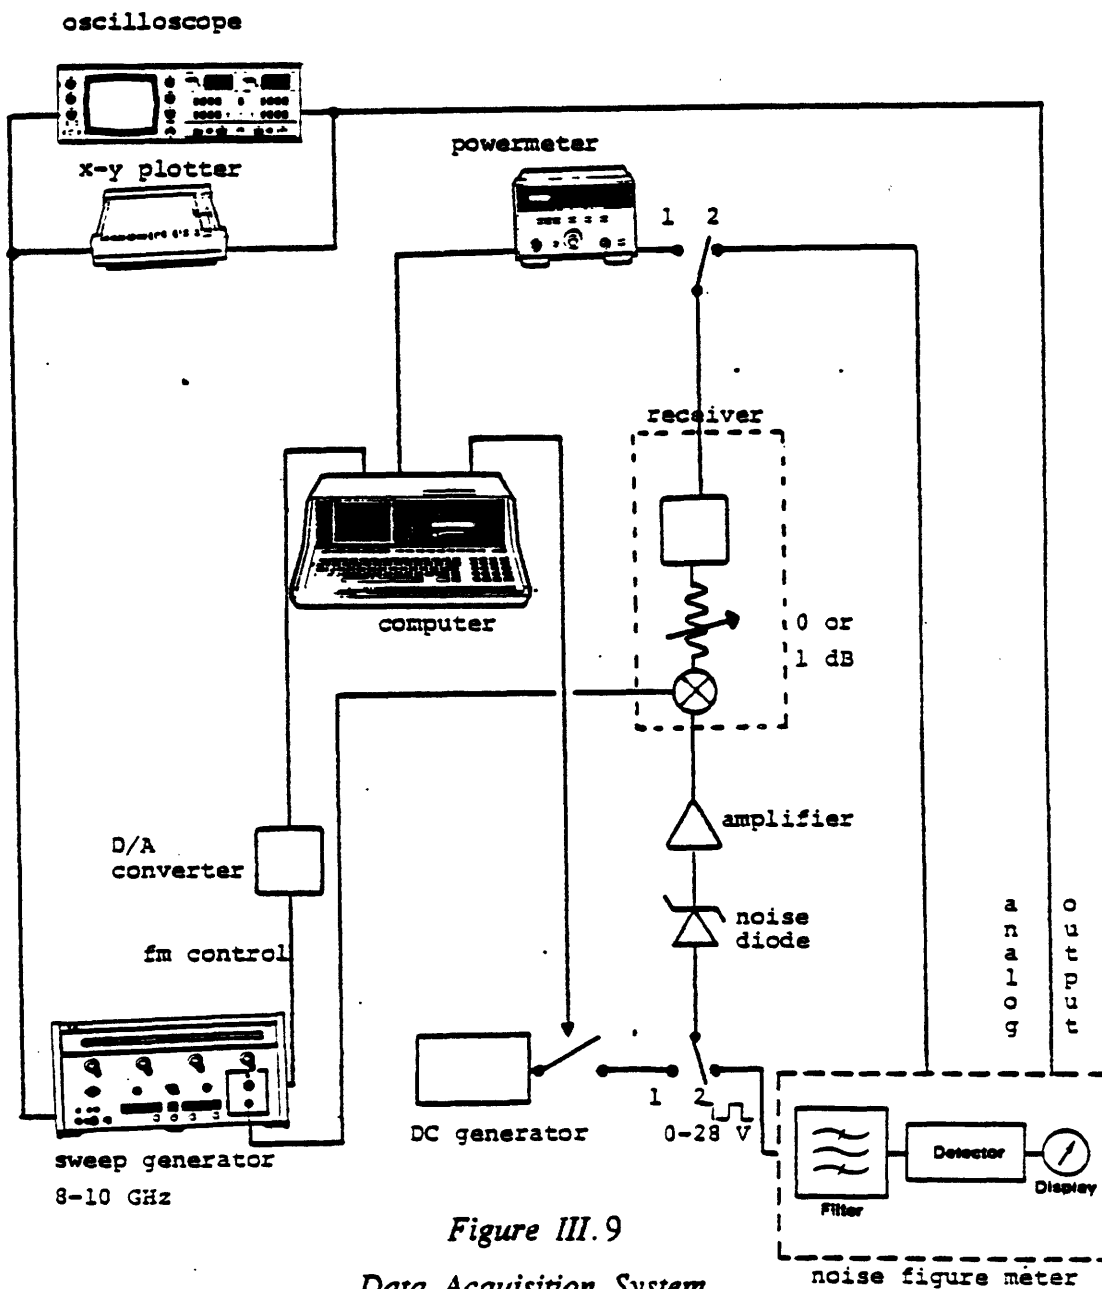 oscilloscope
x-y plotter
powermeter
1 2
receiver
0 or
1 dB
computer
amplifier
D/A
converter
noise
diode
fm control
analog
output
1 2
0-28 V
DC generator
sweep generator
8-10 GHz
Filter
Detector
Display
noise figure meter
Figure III.9
Data Acquisition System